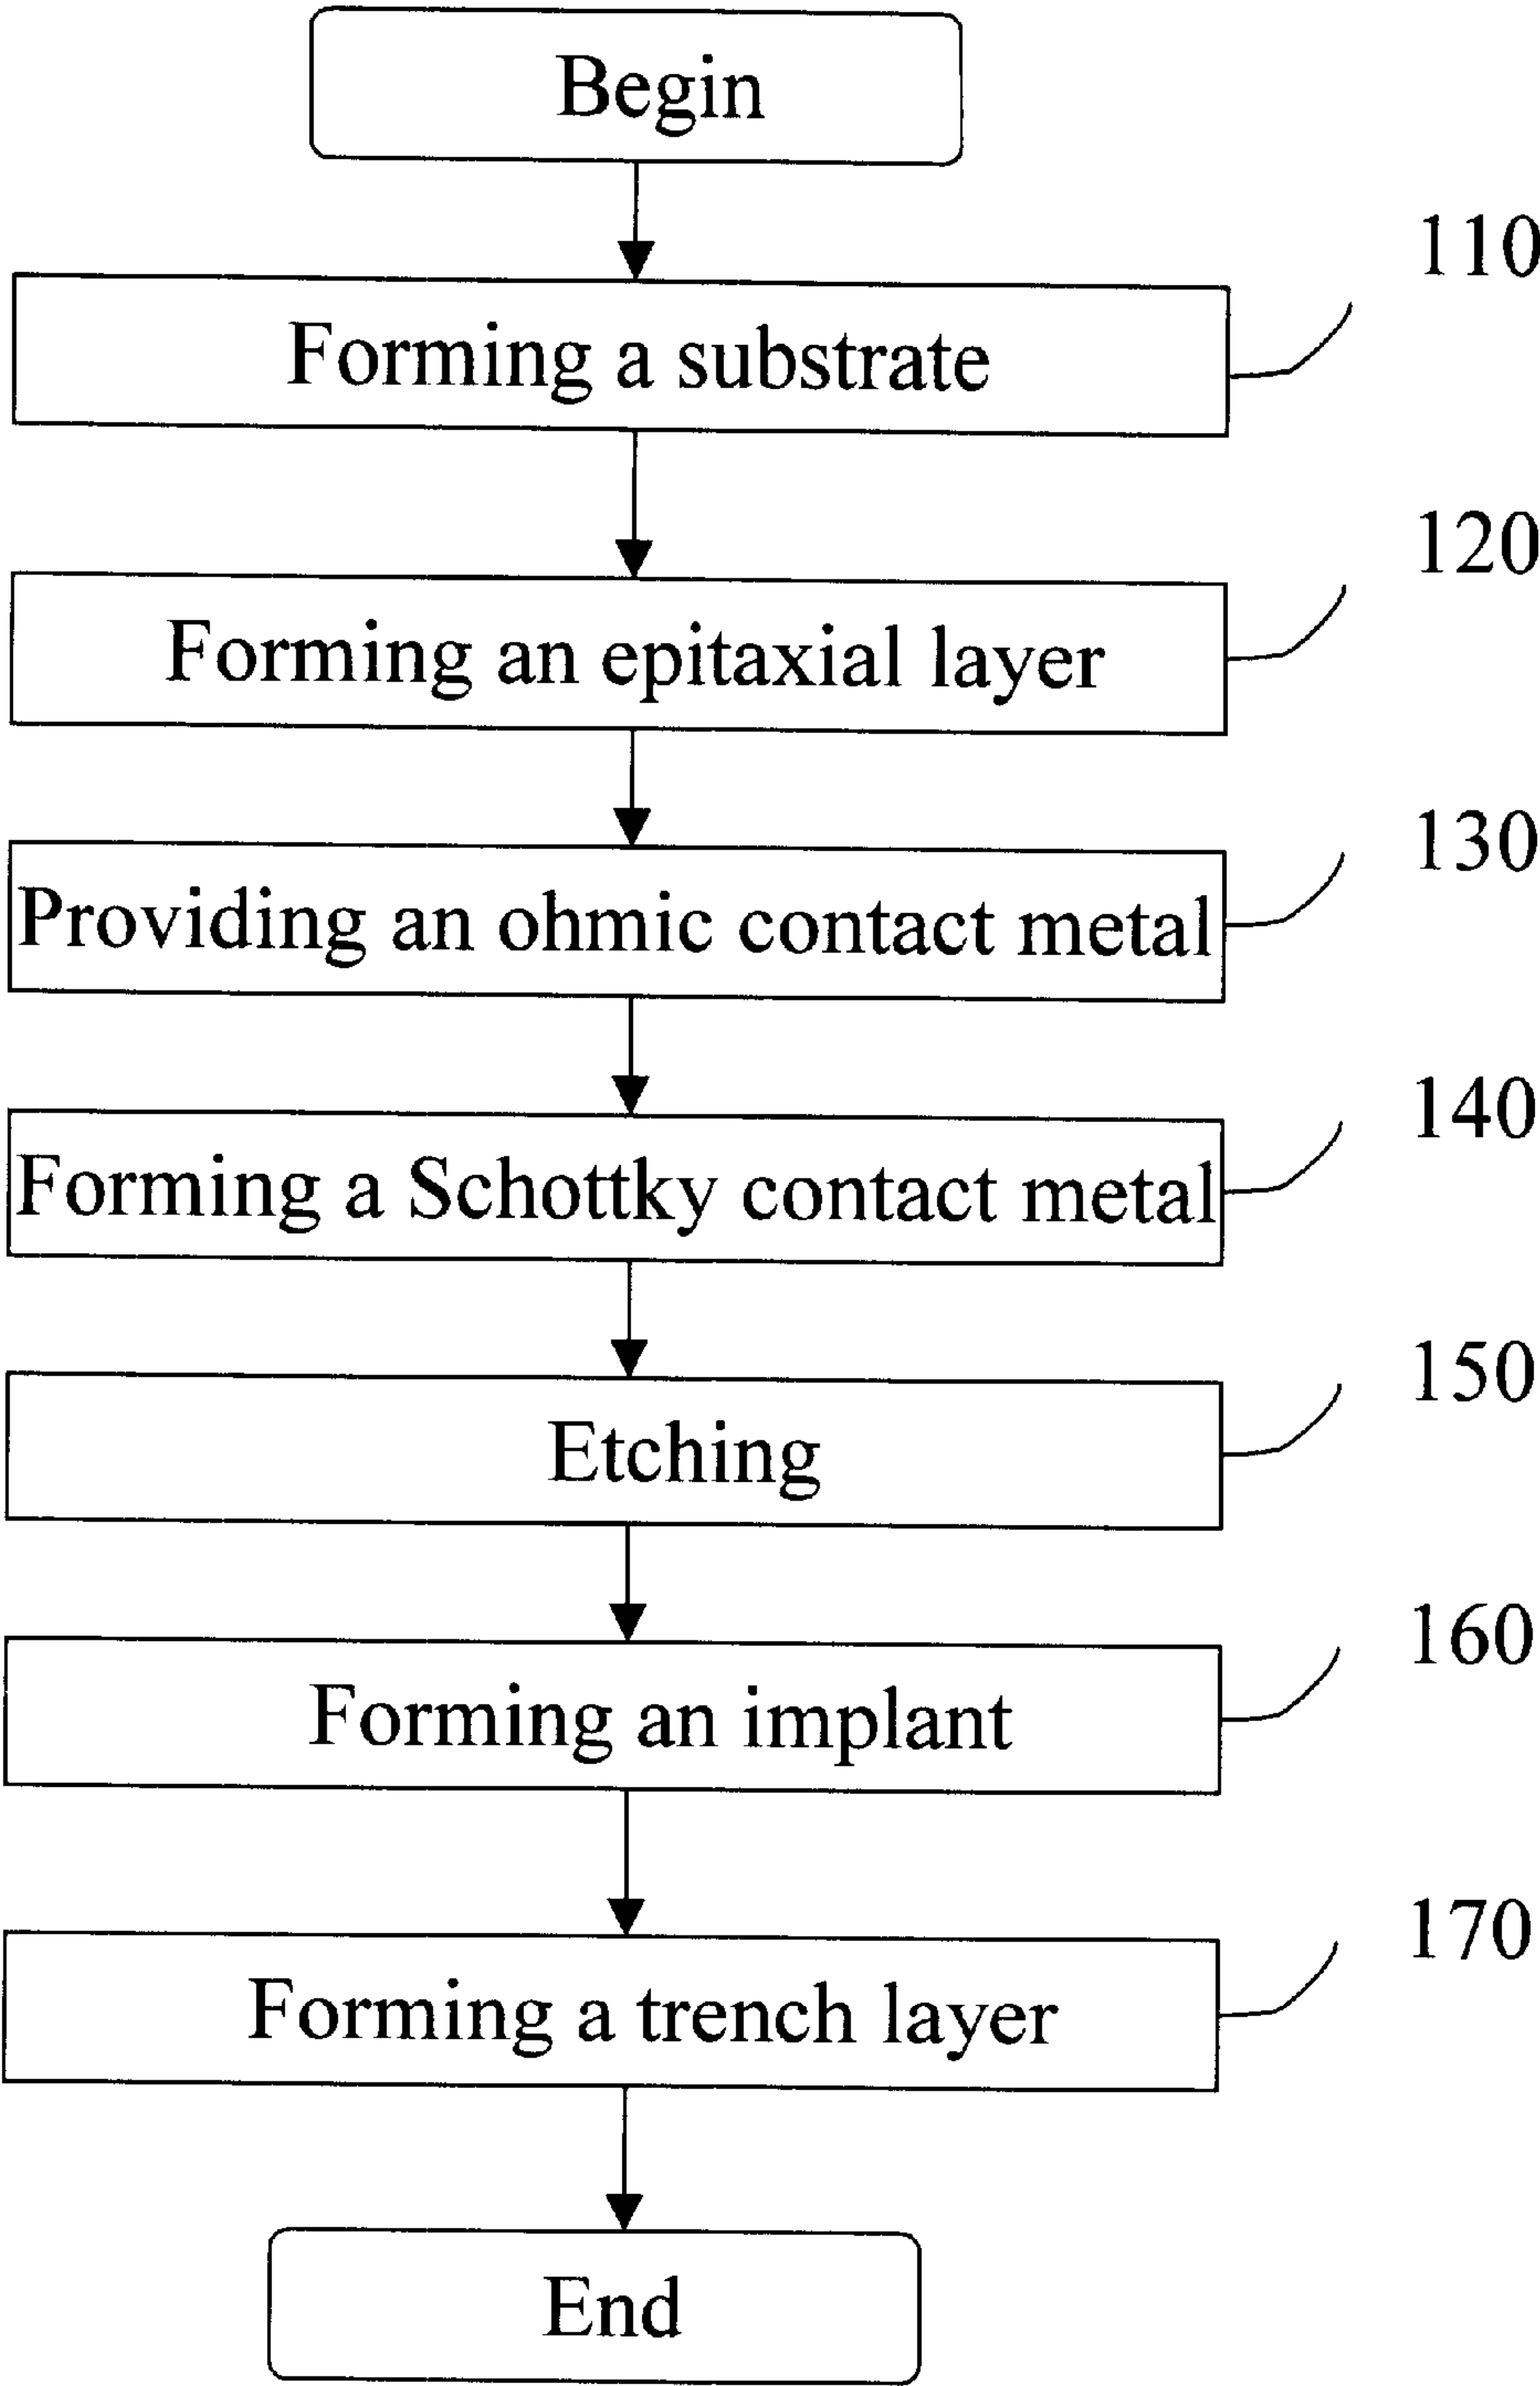 Begin
110
Forming a substrate
120
Forming an epitaxial layer
130
Providing an ohmic contact metal
140
Forming a Schottky contact metal
150
Etching
160
Forming an implant
170
Forming a trench layer
End